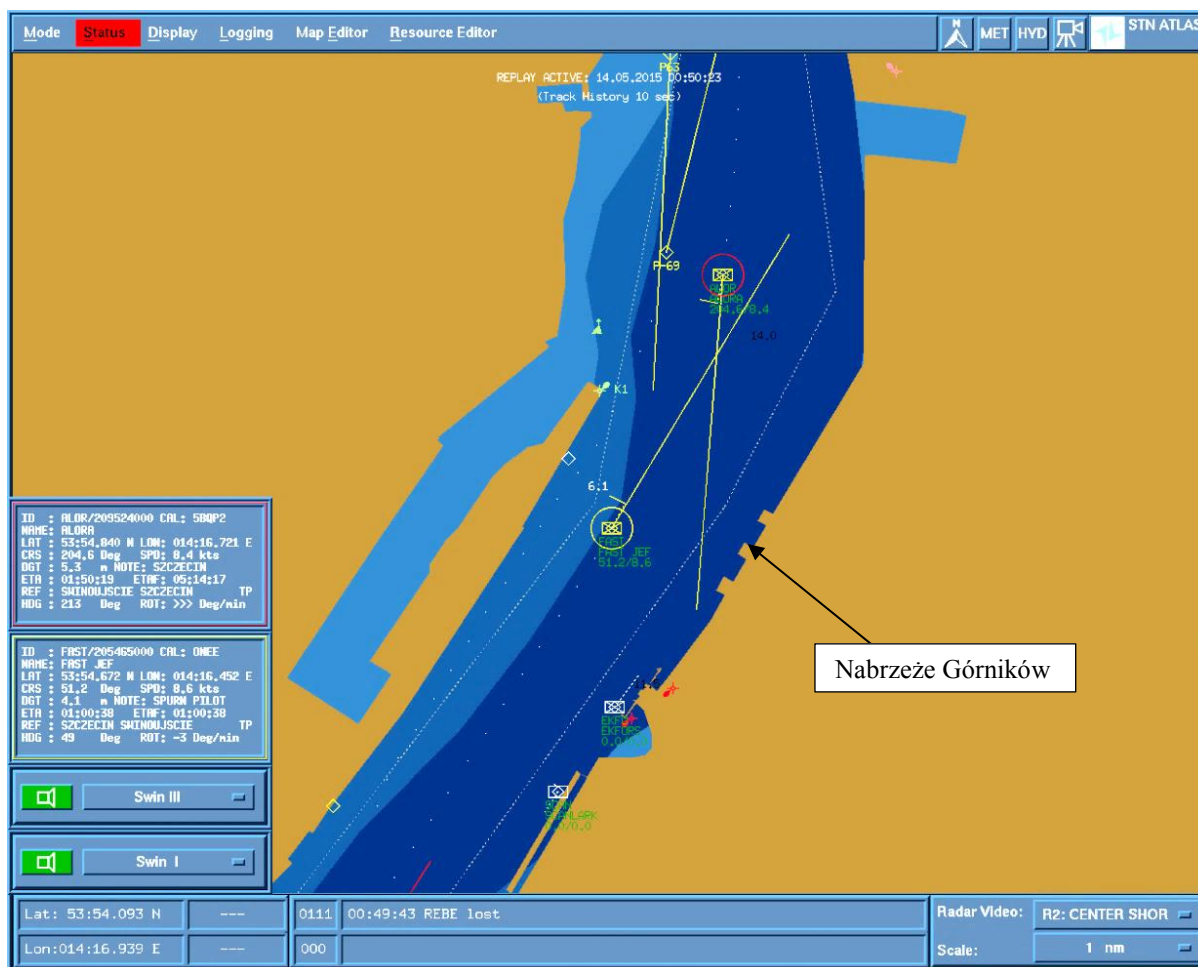 Mode Status Display Logging Map Editor Resource Editor
N MET HYD STN ATLAS
P63
REPLAY ACTIVE: 14.05.2015 00:50:23
(Track History 10 sec)
P-69
ALOR
ALORA
204.6/8.4
14.0
K1
6.1
FAST
FAST JEF
51.2/8.6
Nabrzeże Górników
EKFORS
SCANLARK
0.0/0.0
ID : ALOR/209524000 CAL: 5BQP2
NAME: ALORA
LAT : 53:54.840 N LON: 014:16.721 E
CRS : 204.6 Deg SPD: 8.4 kts
DGT : 5.3 m NOTE: SZCZECIN
ETA : 01:50:19 ETAF: 05:14:17
REF : SWINOUJSCIE SZCZECIN TP
HDG : 213 Deg ROT: >>> Deg/min
ID : FAST/205465000 CAL: ONEE
NAME: FAST JEF
LAT : 53:54.672 N LON: 014:16.452 E
CRS : 51.2 Deg SPD: 8.6 kts
DGT : 4.1 m NOTE: SPURN PILOT
ETA : 01:00:38 ETAF: 01:00:38
REF : SZCZECIN SWINOUJSCIE TP
HDG : 49 Deg ROT: -3 Deg/min
Swin III
Swin I
Lat: 53:54.093 N --- 0111 00:49:43 REBE lost
Lon:014:16.939 E --- 000
Radar Video: R2: CENTER SHOR
Scale: 1 nm